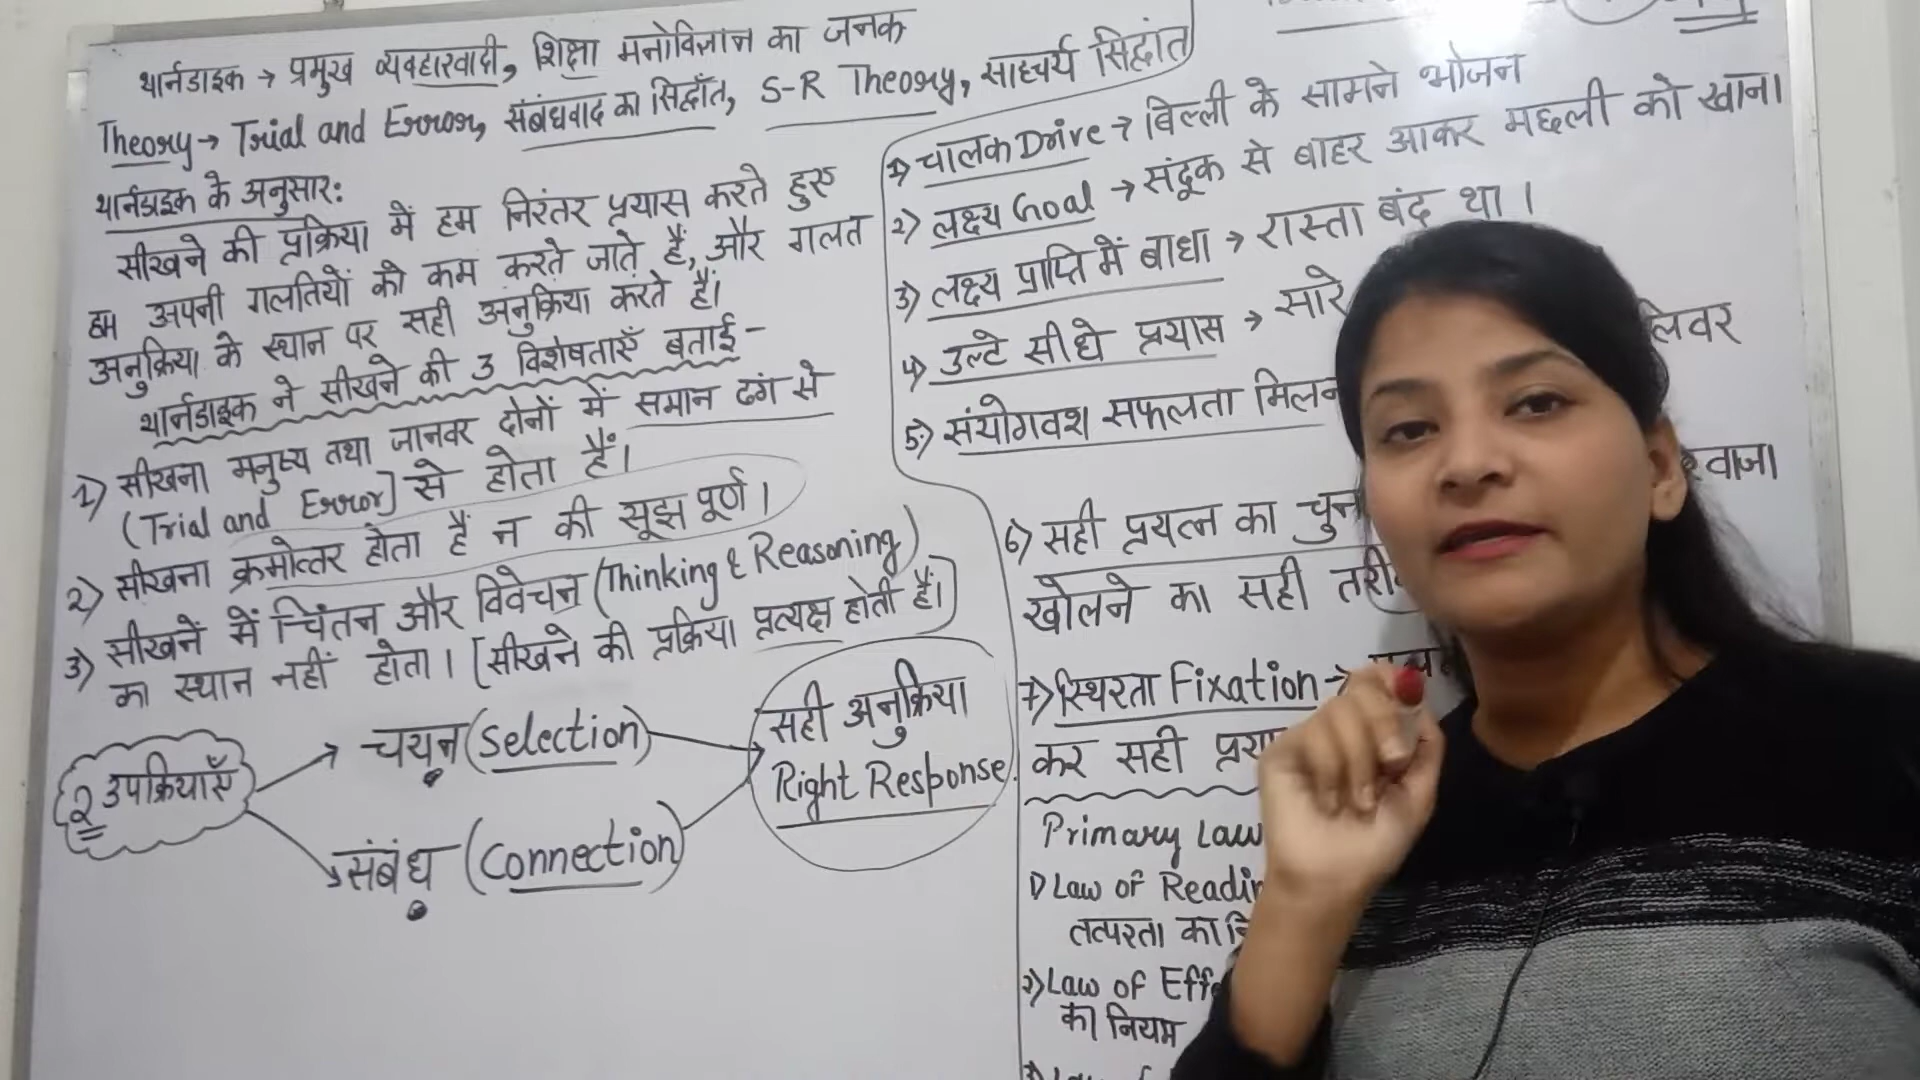 थार्नडाइक → प्रमुख व्यवहारवादी, शिक्षा मनोविज्ञान का जनक
Theory → Trial and Error, संबंधवाद का सिद्धाँत, S-R Theory, साहचर्य सिद्धांत
थार्नडाइक के अनुसार:
सीखने की प्रक्रिया में हम निरंतर प्रयास करते हुए
हम अपनी गलतियों को कम करते जाते हैं, और गलत
अनुक्रिया के स्थान पर सही अनुक्रिया करते हैं।
थार्नडाइक ने सीखने की 3 विशेषताएँ बताई -
1) सीखना मनुष्य तथा जानवर दोनों में समान ढंग से
(Trial and Error] से होता है।
2) सीखना क्रमोत्तर होता है न की सूझ पूर्ण।
3) सीखनें में चिंतन और विवेचन (Thinking & Reasoning)
का स्थान नहीं होता। [सीखने की प्रक्रिया प्रत्यक्ष होती है।]
2 उपक्रियाएँ
→ चयन (Selection)
→ संबंध (Connection)
सही अनुक्रिया
Right Response.
1) चालक Drive → बिल्ली के सामने भोजन
2) लक्ष्य Goal → संदूक से बाहर आकर मछली को खाना
3) लक्ष्य प्राप्ति में बाधा → रास्ता बंद था।
4) उल्टे सीधे प्रयास → सारे लिवर
5) संयोगवश सफलता
6) सही प्रयत्न का
खोलने का सही
7) स्थिरता Fixation →
कर सही
Primary Law
1) Law of
तत्परता का
2) Law of
का नियम